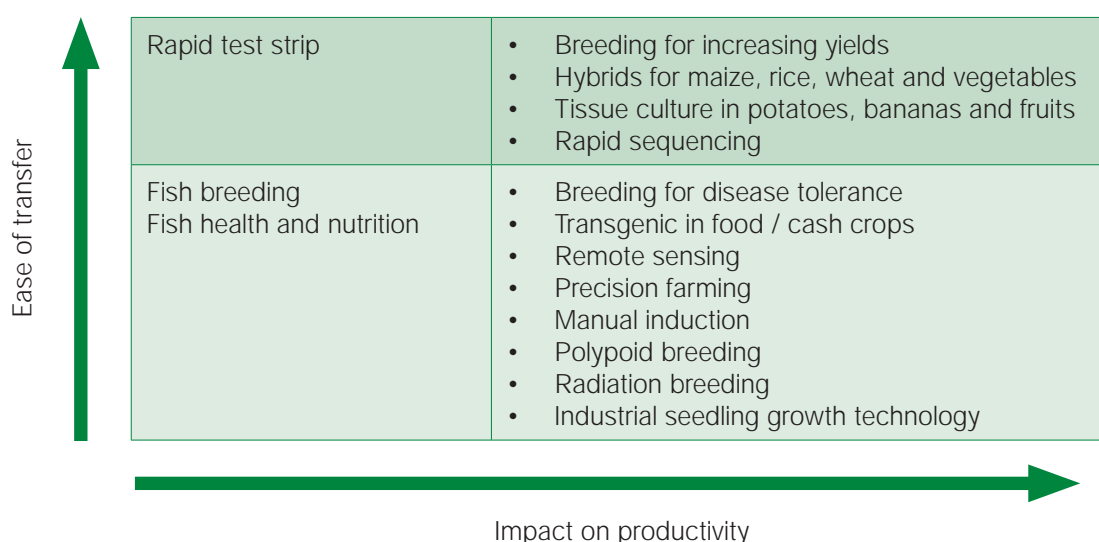 Ease of transfer
Rapid test strip
• Breeding for increasing yields
• Hybrids for maize, rice, wheat and vegetables
• Tissue culture in potatoes, bananas and fruits
• Rapid sequencing
Fish breeding
Fish health and nutrition
• Breeding for disease tolerance
• Transgenic in food / cash crops
• Remote sensing
• Precision farming
• Manual induction
• Polypoid breeding
• Radiation breeding
• Industrial seedling growth technology
Impact on productivity